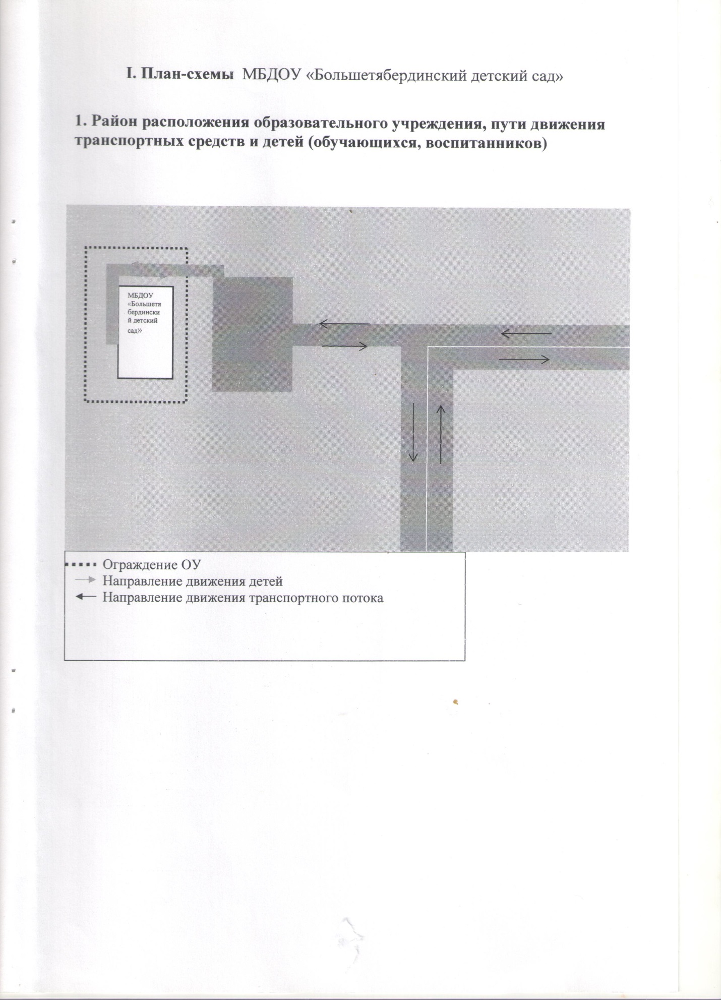 I. План-схемы МБДОУ «Большетябердинский детский сад»
1. Район расположения образовательного учреждения, пути движения
транспортных средств и детей (обучающихся, воспитанников)
МБДОУ
«Большетя
бердински
й детский
сад»
Ограждение ОУ
Направление движения детей
Направление движения транспортного потока